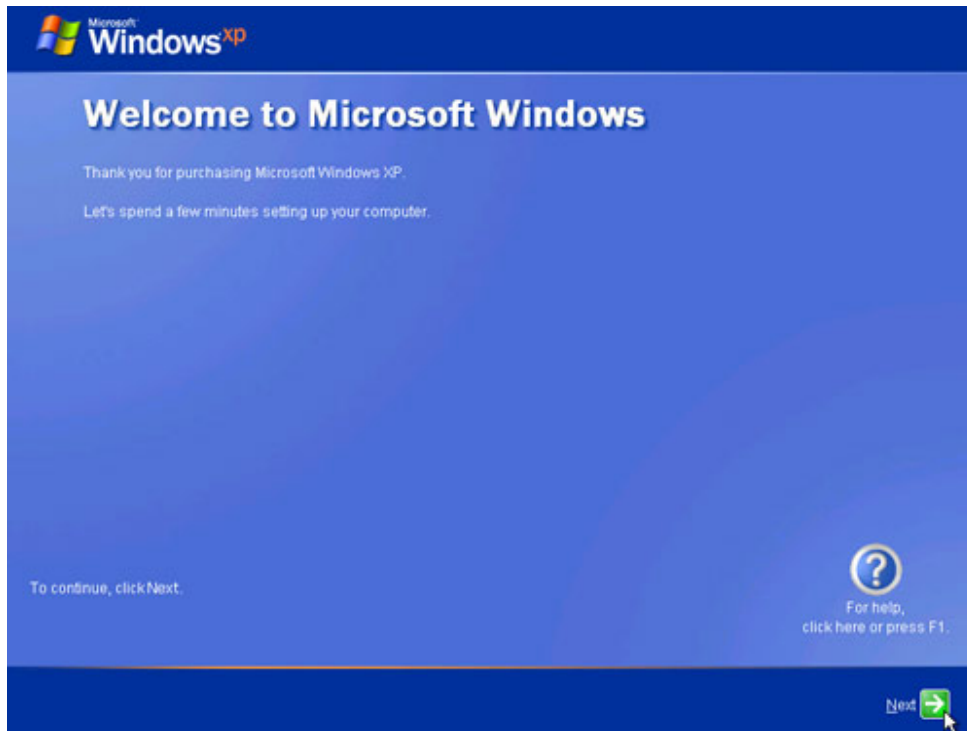 Microsoft
Windows xp
Welcome to Microsoft Windows
Thank you for purchasing Microsoft Windows XP.
Let's spend a few minutes setting up your computer.
To continue, click Next.
For help,
click here or press F1.
Next